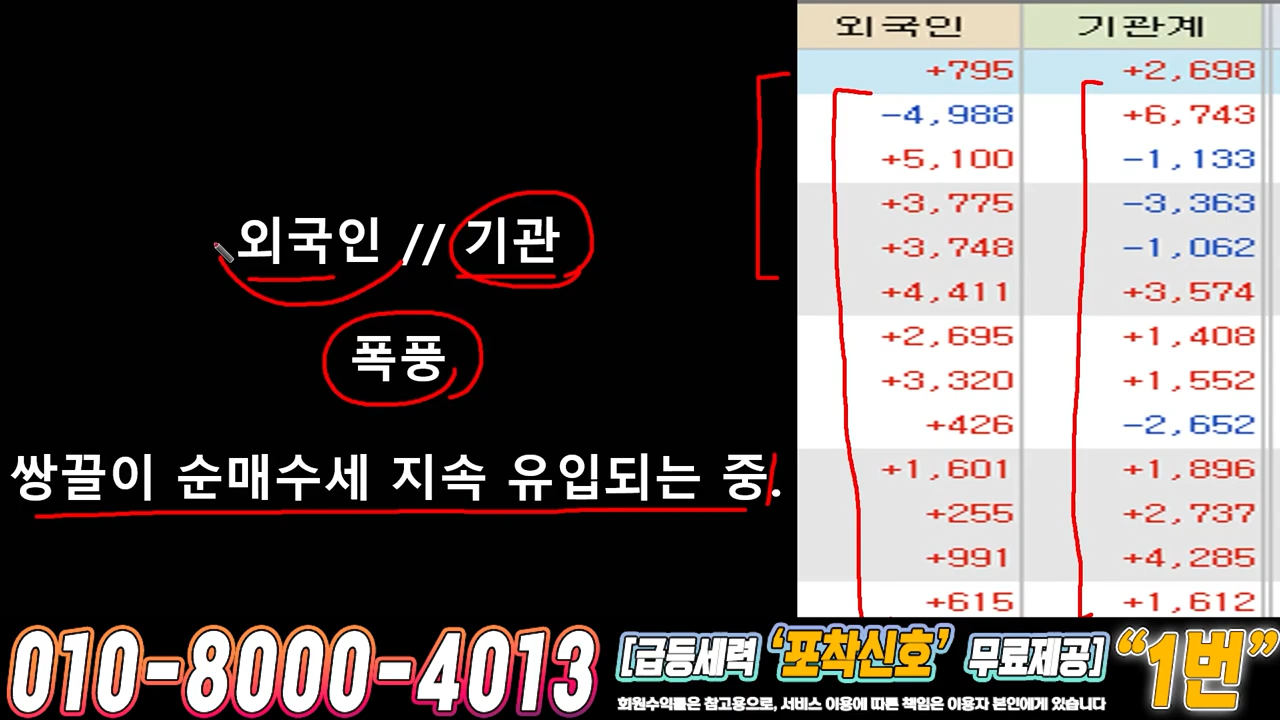 외국인 // 기관
폭풍
쌍끌이 순매수세 지속 유입되는 중.
외국인 기관계
+795 +2,698
-4,988 +6,743
+5,100 -1,133
+3,775 -3,363
+3,748 -1,062
+4,411 +3,574
+2,695 +1,408
+3,320 +1,552
+426 -2,652
+1,601 +1,896
+255 +2,737
+991 +4,285
+615 +1,612
010-8000-4013
[급등세력 '포착신호' 무료제공] "1번"
회원수익률은 참고용으로, 서비스 이용에 따른 책임은 이용자 본인에게 있습니다